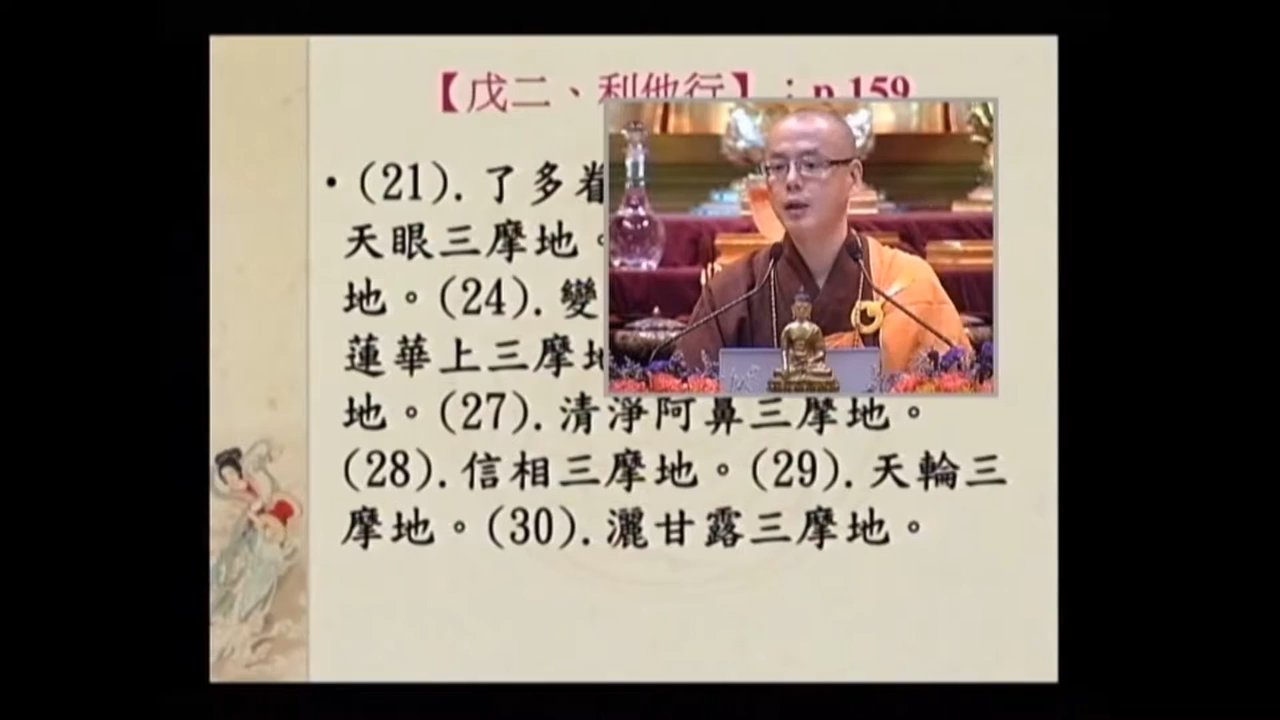 【戊二、利他行】：p.159
•(21).了多眷
天眼三摩地。
地。(24).變
蓮華上三摩地
地。(27).清淨阿鼻三摩地。
(28).信相三摩地。(29).天輪三
摩地。(30).灑甘露三摩地。